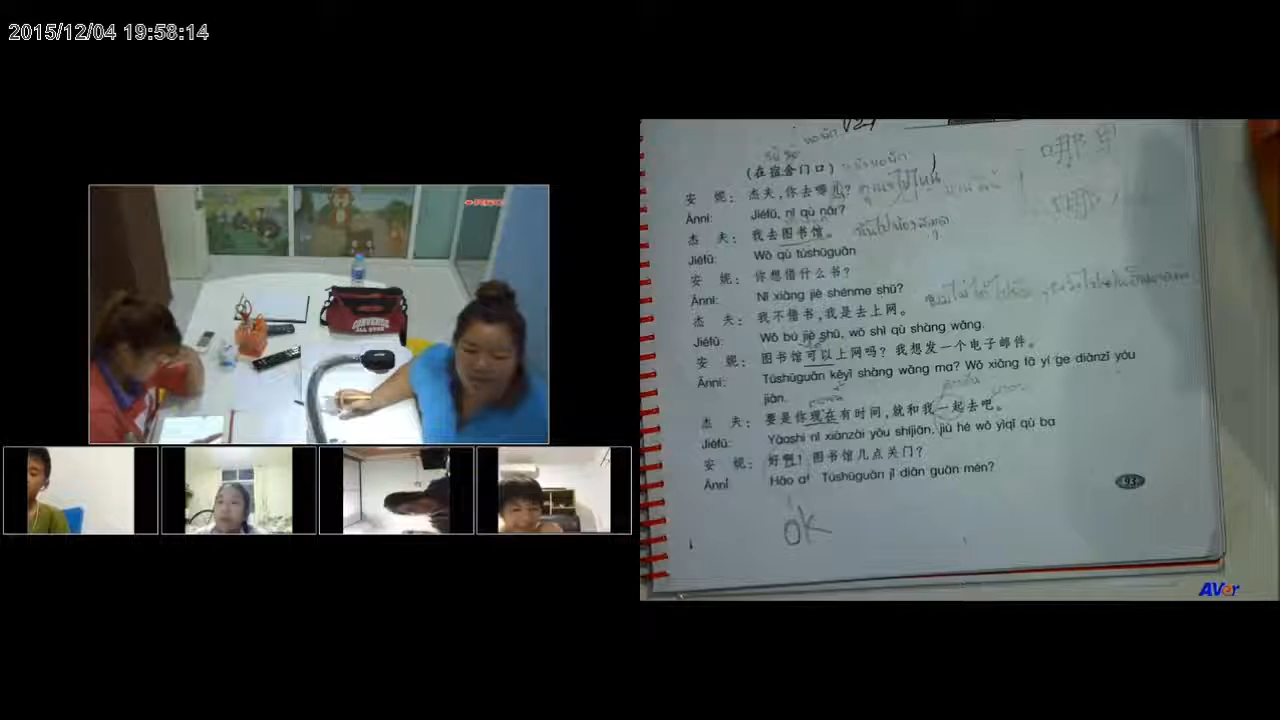 2015/12/04 19:58:14
CONVERSE
ALL STAR
(在宿舍门口)
哪里
安 妮: 杰夫,你去哪儿?
Ānní: Jiéfū, nǐ qù nǎr?
杰 夫: 我去图书馆。
Jiéfū: Wǒ qù túshūguǎn
安 妮: 你想借什么书?
Ānní: Nǐ xiǎng jiè shénme shū?
杰 夫: 我不借书,我是去上网。
Jiéfū: Wǒ bú jiè shū, wǒ shì qù shàng wǎng.
安 妮: 图书馆可以上网吗? 我想发一个电子邮件。
Ānní: Túshūguǎn kěyǐ shàng wǎng ma? Wǒ xiǎng fā yí ge diànzǐ yóu
jiàn.
杰 夫: 要是你现在有时间,就和我一起去吧。
Jiéfū: Yàoshi nǐ xiànzài yǒu shíjiān, jiù hé wǒ yìqǐ qù ba
安 妮: 好啊! 图书馆几点关门?
Ānní Hǎo a! Túshūguǎn jǐ diǎn guān mén?
93
ok
AVer